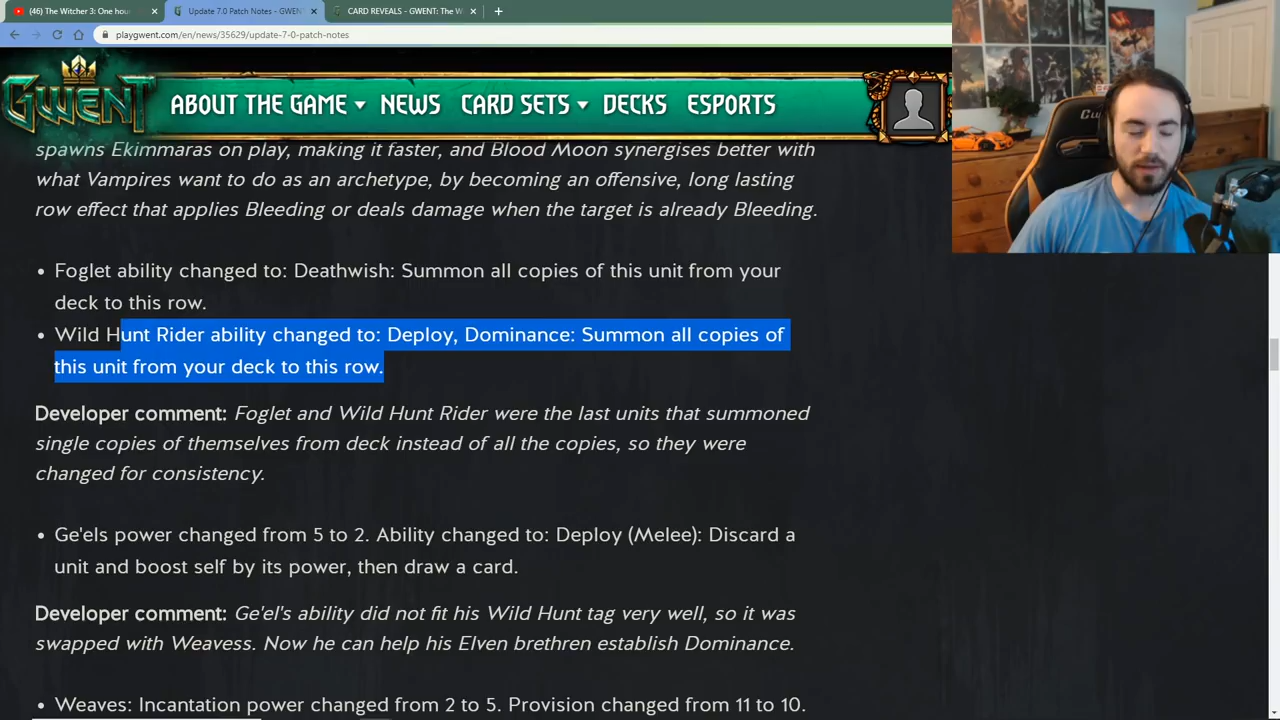 (46) The Witcher 3: One hour
Update 7.0 Patch Notes - GWENT
CARD REVEALS - GWENT: The W
playgwent.com/en/news/35629/update-7-0-patch-notes
GWENT
ABOUT THE GAME
NEWS
CARD SETS
DECKS
ESPORTS
spawns Ekimmaras on play, making it faster, and Blood Moon synergises better with
what Vampires want to do as an archetype, by becoming an offensive, long lasting
row effect that applies Bleeding or deals damage when the target is already Bleeding.
• Foglet ability changed to: Deathwish: Summon all copies of this unit from your
deck to this row.
• Wild Hunt Rider ability changed to: Deploy, Dominance: Summon all copies of
this unit from your deck to this row.
Developer comment: Foglet and Wild Hunt Rider were the last units that summoned
single copies of themselves from deck instead of all the copies, so they were
changed for consistency.
• Ge'els power changed from 5 to 2. Ability changed to: Deploy (Melee): Discard a
unit and boost self by its power, then draw a card.
Developer comment: Ge'el's ability did not fit his Wild Hunt tag very well, so it was
swapped with Weavess. Now he can help his Elven brethren establish Dominance.
• Weaves: Incantation power changed from 2 to 5. Provision changed from 11 to 10.